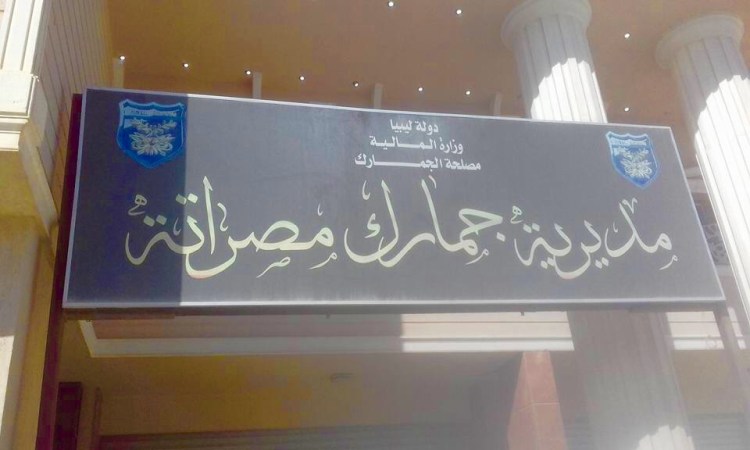 دولة ليبيا
وزارة المالية
مصلحة الجمارك
مديرية جمارك مصراتة